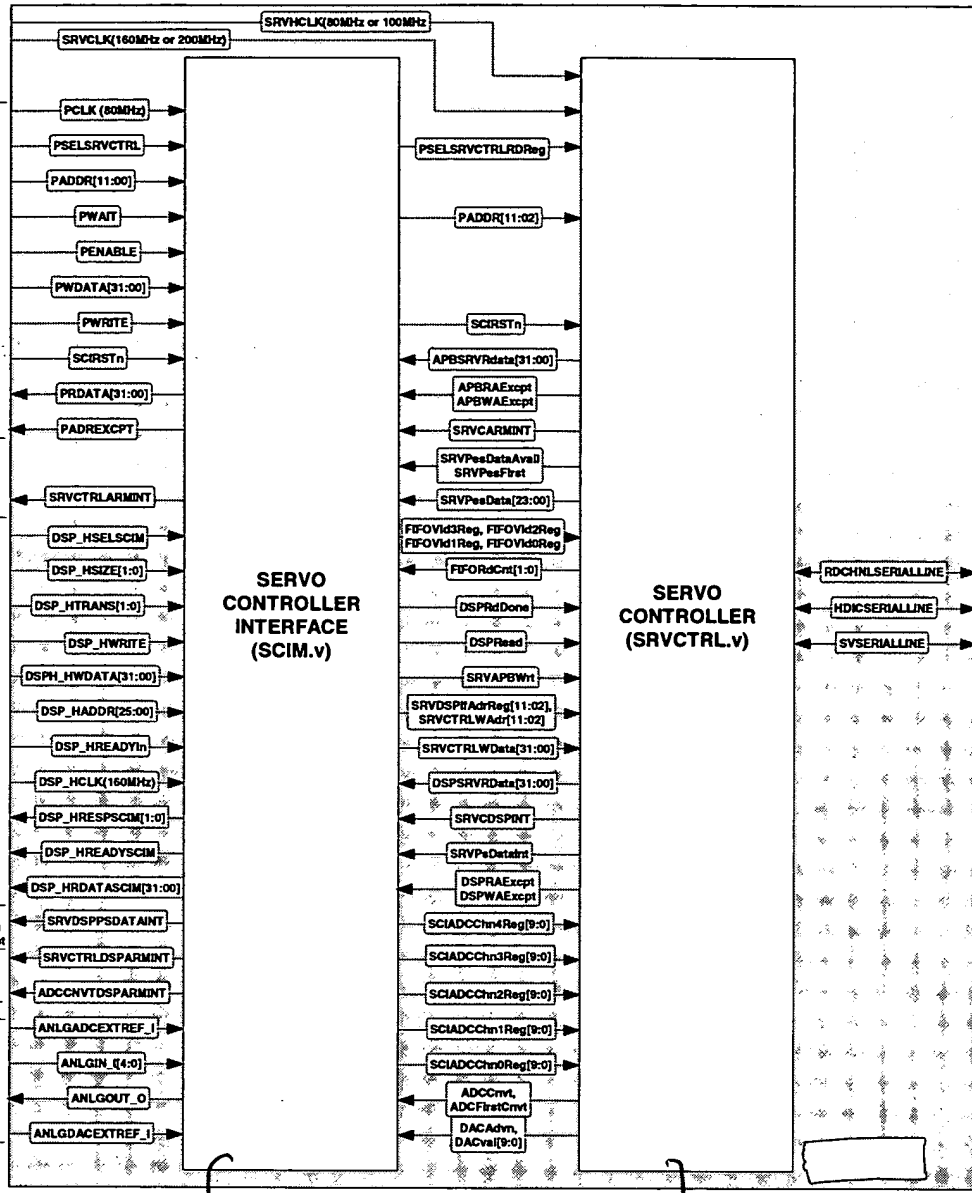 SRVHCLK(80MHz or 100MHz
SRVCLK(160MHz or 200MHz)
PCLK (80MHz)
PSELSRVCTRL
PADDR[11:00]
PWAIT
PENABLE
PWDATA[31:00]
PWRITE
SCIRSTn
PRDATA[31:00]
PADREXCPT
SRVCTRLARMINT
DSP_HSELSCIM
DSP_HSIZE[1:0]
DSP_HTRANS[1:0]
DSP_HWRITE
DSPH_HWDATA[31:00]
DSP_HADDR[25:00]
DSP_HREADYIn
DSP_HCLK(160MHz)
DSP_HRESPSCIM[1:0]
DSP_HREADYSCIM
DSP_HRDATASCIM[31:00]
SRVDSPPSDATAINT
SRVCTRLDSPARMINT
ADCCNVTDSPARMINT
ANLGADCEXTREF_I
ANLGIN_I[4:0]
ANLGOUT_O
ANLGDACEXTREF_I
SERVO
CONTROLLER
INTERFACE
(SCIM.v)
PSELSRVCTRLRDReg
PADDR[11:02]
SCIRSTn
APBSRVRdata[31:00]
APBRAExcpt
APBWAExcpt
SRVCARMINT
SRVPesDataAvail
SRVPesFirst
SRVPesData[23:00]
FIFOVld3Reg, FIFOVld2Reg
FIFOVld1Reg, FIFOVld0Reg
FIFORdCnt[1:0]
DSPRdDone
DSPRead
SRVAPBWrt
SRVDSPIfAdrReg[11:02],
SRVCTRLWAdr[11:02]
SRVCTRLWData[31:00]
DSPSRVRData[31:00]
SRVCDSPINT
SRVPsDataInt
DSPRAExcpt
DSPWAExcpt
SCIADCChn4Reg[9:0]
SCIADCChn3Reg[9:0]
SCIADCChn2Reg[9:0]
SCIADCChn1Reg[9:0]
SCIADCChn0Reg[9:0]
ADCCnvt,
ADCFirstCnvt
DACAdvn,
DACval[9:0]
SERVO
CONTROLLER
(SRVCTRL.v)
RDCHNLSERIALLINE
HDICSERIALLINE
SVSERIALLINE